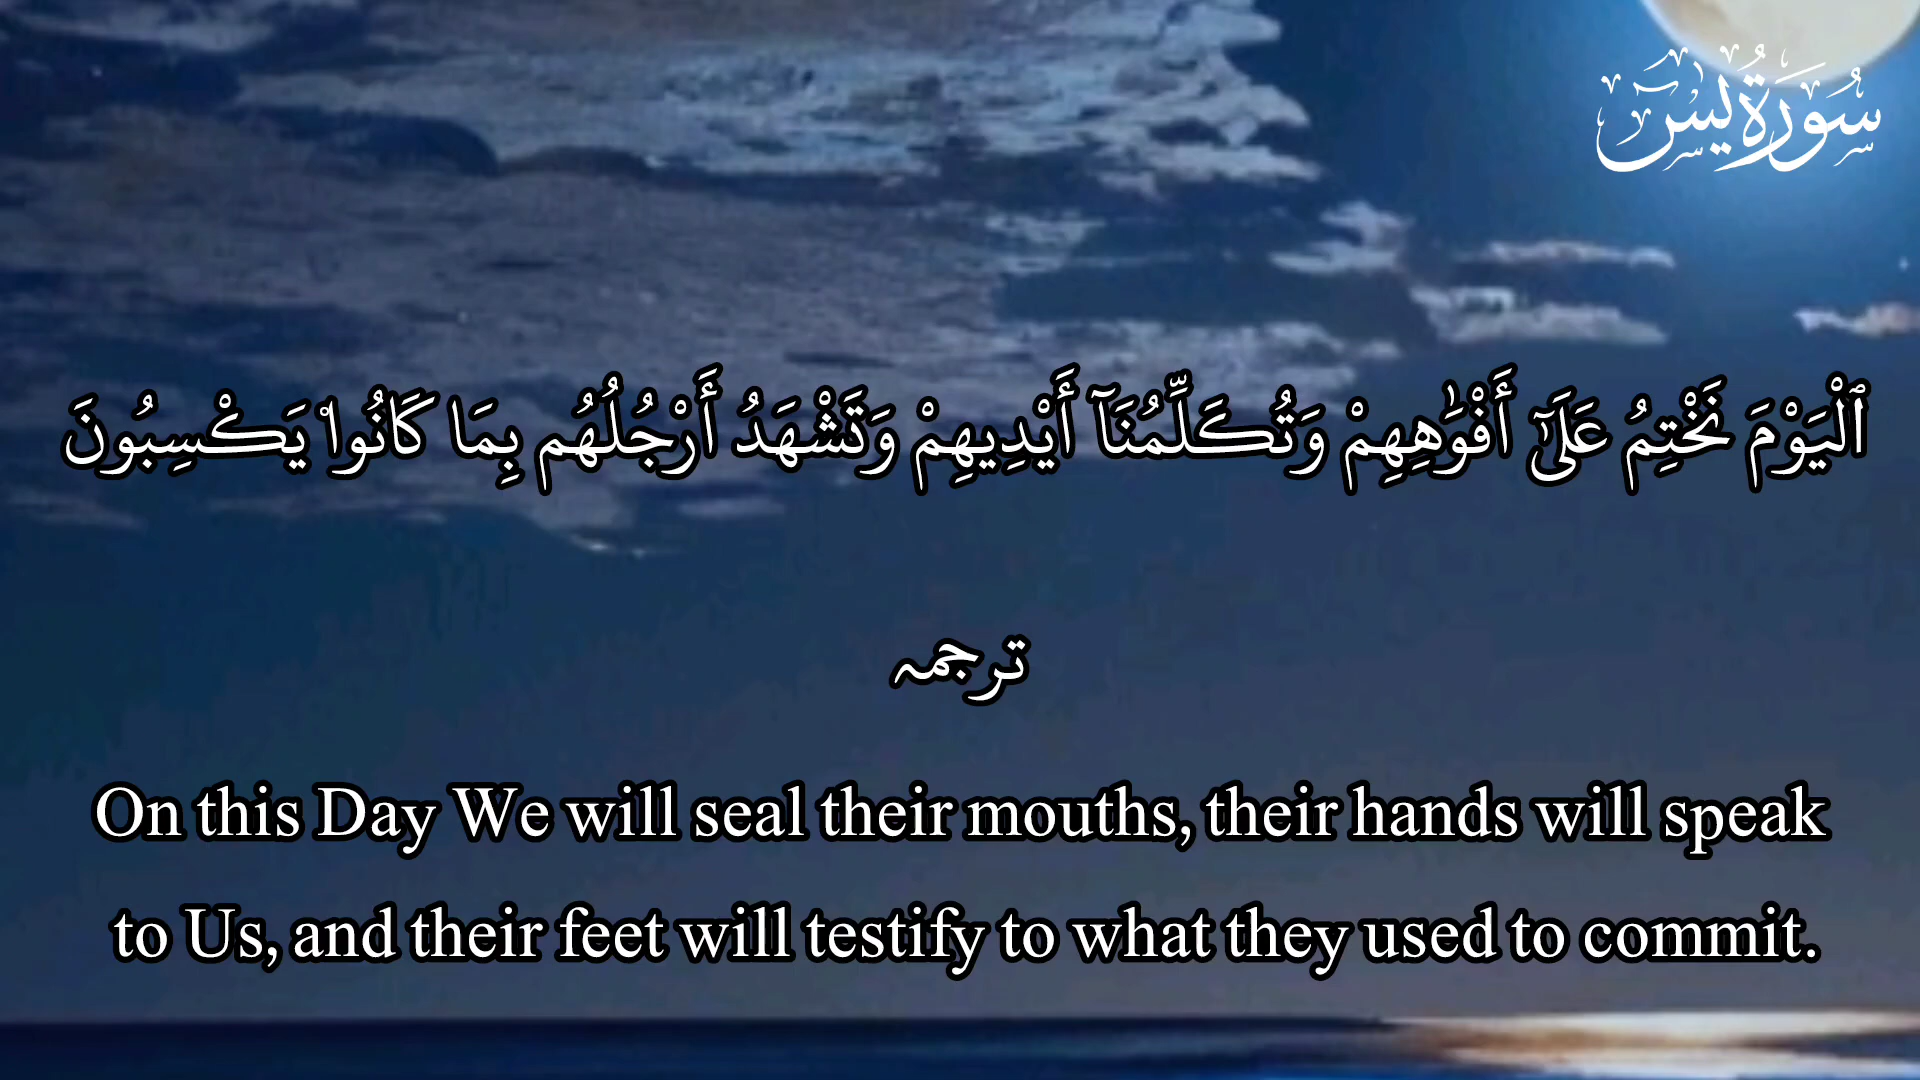 سُورَةُ يسٓ
ٱلْيَوْمَ نَخْتِمُ عَلَىٰٓ أَفْوَٰهِهِمْ وَتُكَلِّمُنَآ أَيْدِيهِمْ وَتَشْهَدُ أَرْجُلُهُم بِمَا كَانُوا۟ يَكْسِبُونَ
ترجمہ
On this Day We will seal their mouths, their hands will speak
to Us, and their feet will testify to what they used to commit.